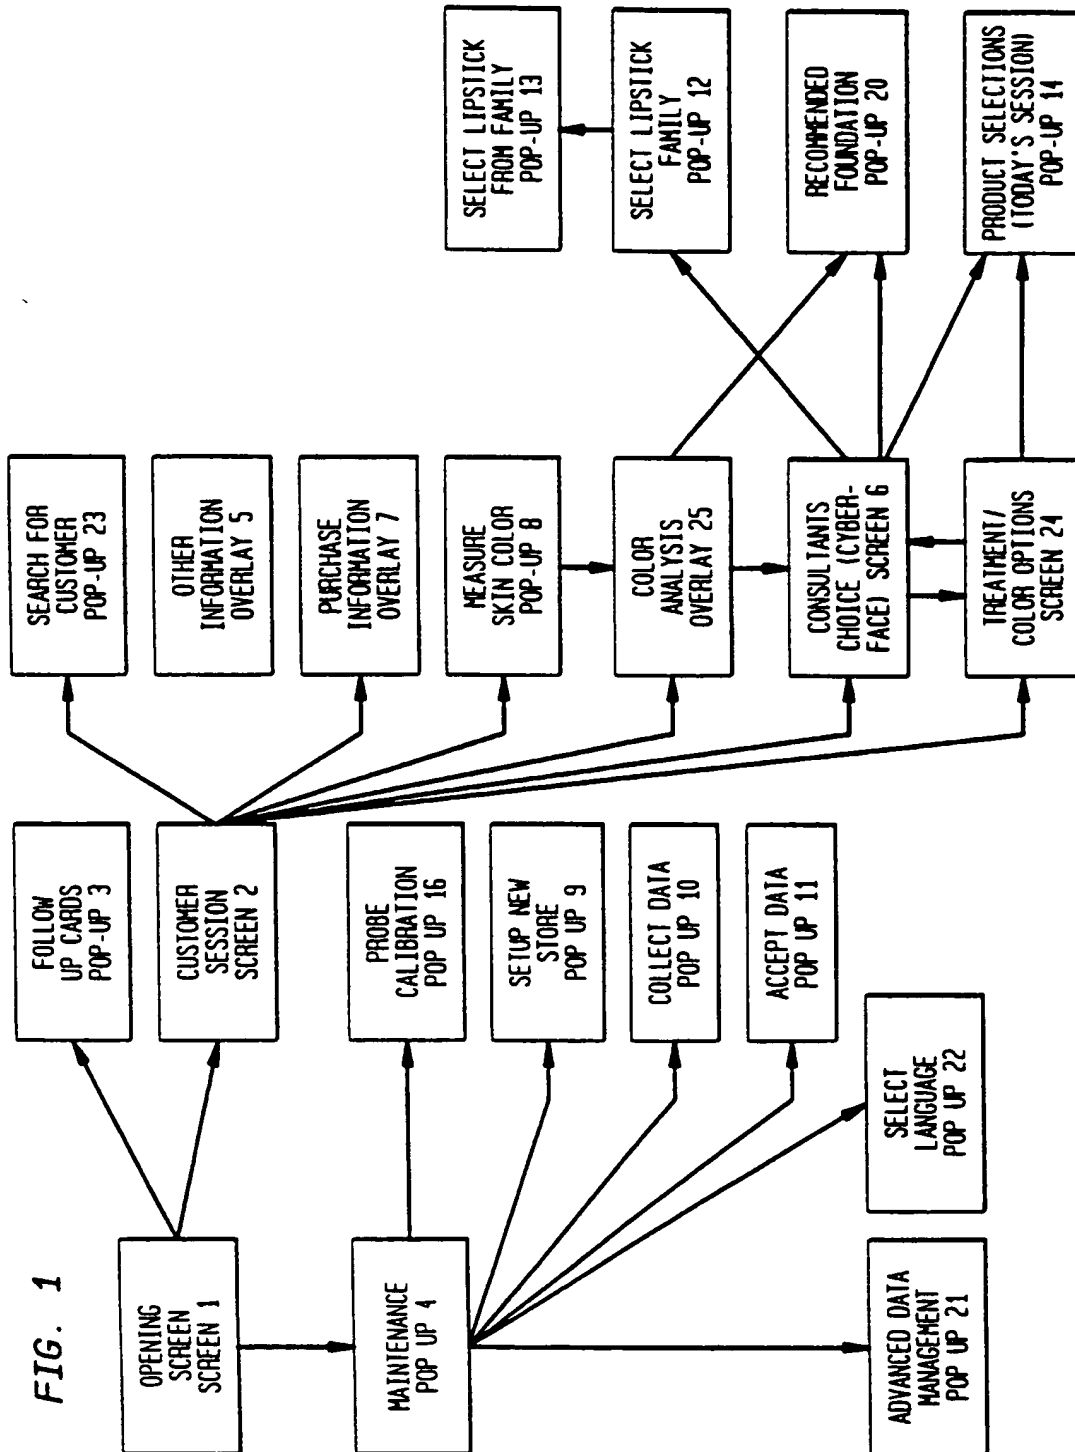 FIG. 1
OPENING
SCREEN
SCREEN 1
MAINTENANCE
POP UP 4
ADVANCED DATA
MANAGEMENT
POP UP 21
FOLLOW
UP CARDS
POP-UP 3
CUSTOMER
SESSION
SCREEN 2
PROBE
CALIBRATION
POP UP 16
SETUP NEW
STORE
POP UP 9
COLLECT DATA
POP UP 10
ACCEPT DATA
POP UP 11
SELECT
LANGUAGE
POP UP 22
SEARCH FOR
CUSTOMER
POP-UP 23
OTHER
INFORMATION
OVERLAY 5
PURCHASE
INFORMATION
OVERLAY 7
MEASURE
SKIN COLOR
POP-UP 8
COLOR
ANALYSIS
OVERLAY 25
CONSULTANTS
CHOICE (CYBER-
FACE) SCREEN 6
TREATMENT/
COLOR OPTIONS
SCREEN 24
SELECT LIPSTICK
FROM FAMILY
POP-UP 13
SELECT LIPSTICK
FAMILY
POP-UP 12
RECOMMENDED
FOUNDATION
POP-UP 20
PRODUCT SELECTIONS
(TODAY'S SESSION)
POP-UP 14